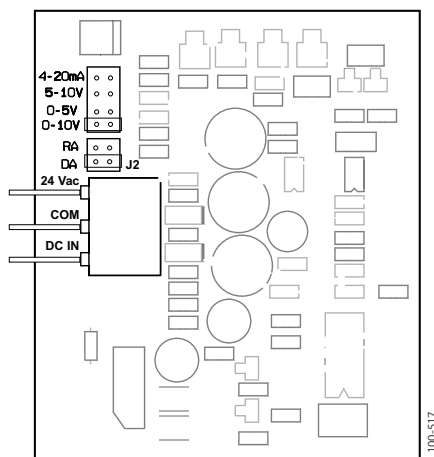 4-20mA
5-10V
0-5V
0-10V
RA
DA
J2
24 Vac
COM
DC IN
100-517